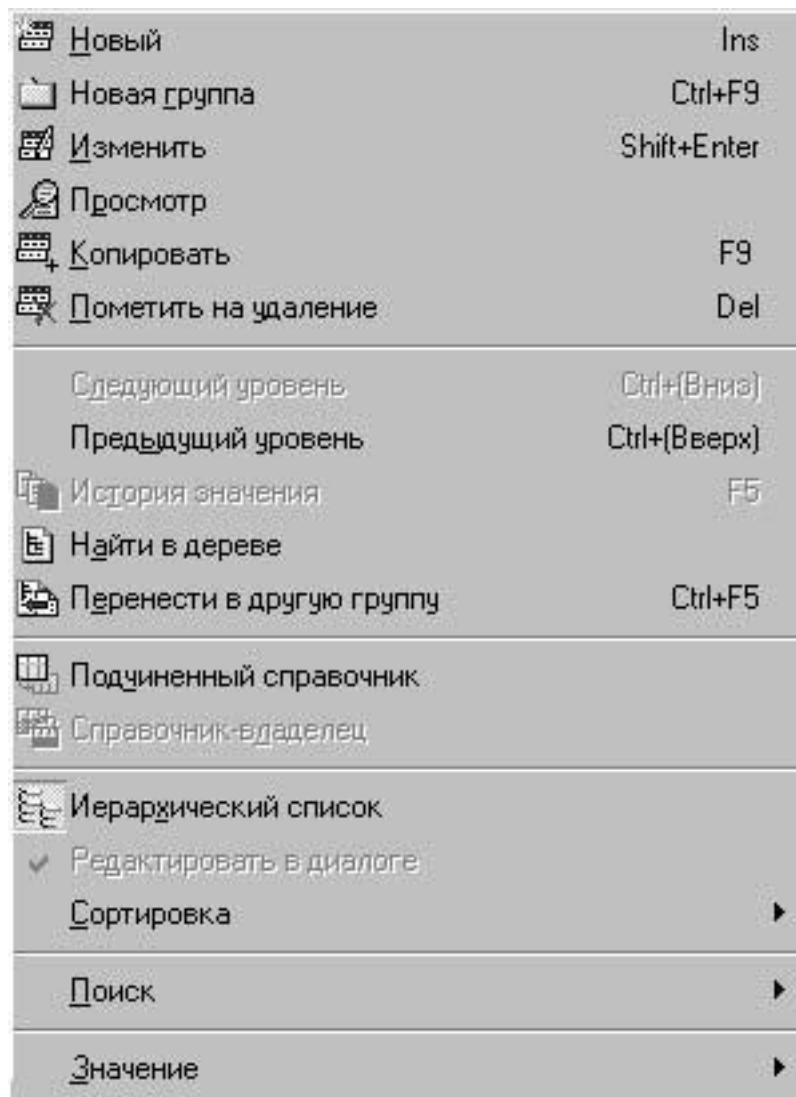 Новый Ins
Новая группа Ctrl+F9
Изменить Shift+Enter
Просмотр
Копировать F9
Пометить на удаление Del
Следующий уровень Ctrl+(Вниз)
Предыдущий уровень Ctrl+(Вверх)
История значения F5
Найти в дереве
Перенести в другую группу Ctrl+F5
Подчиненный справочник
Справочник-владелец
Иерархический список
Редактировать в диалоге
Сортировка
Поиск
Значение